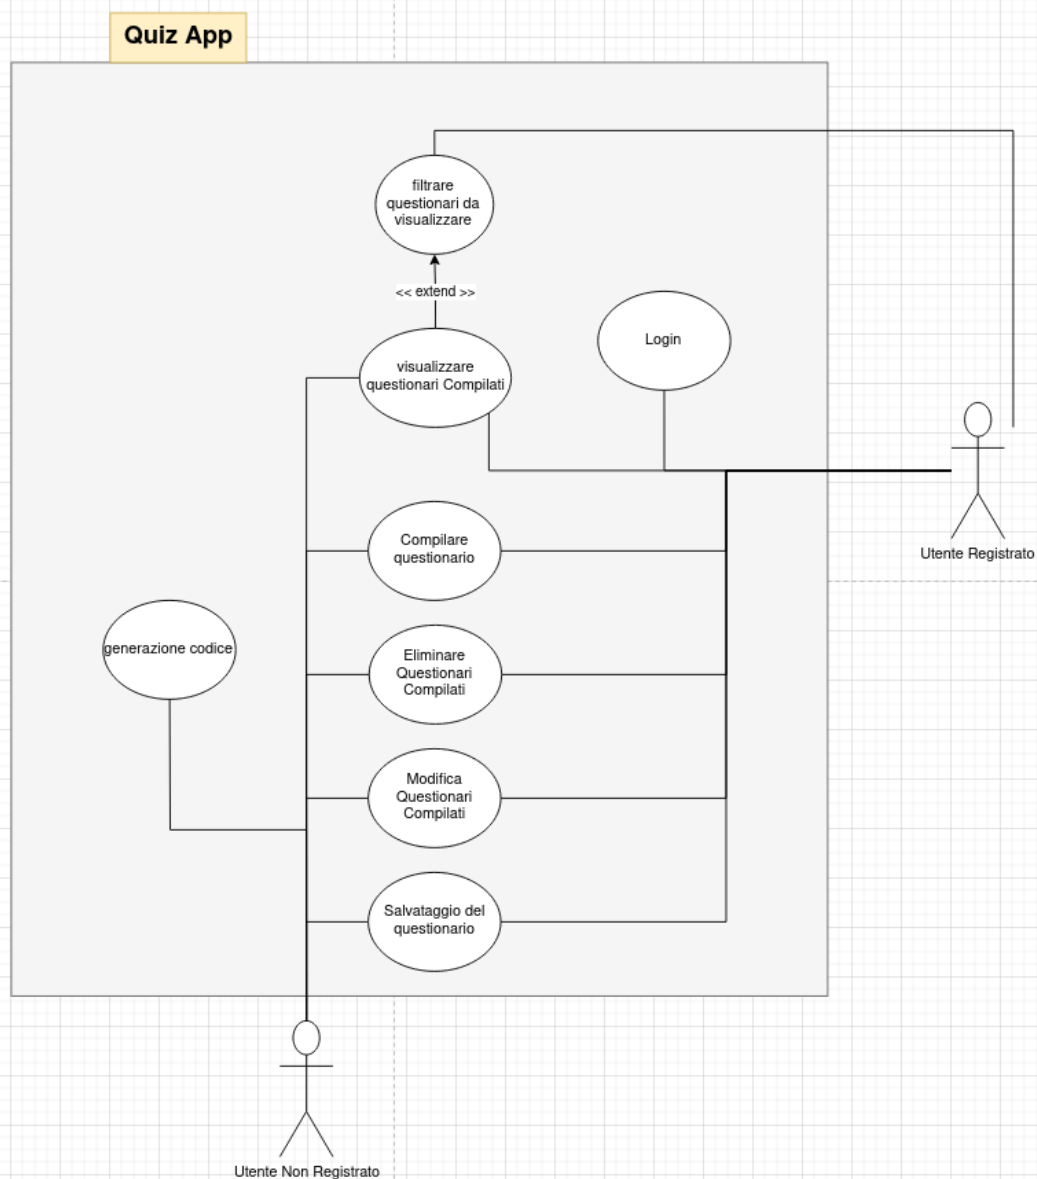 Quiz App
filtrare
questionari da
visualizzare
<< extend >>
visualizzare
questionari Compilati
Login
Utente Registrato
Compilare
questionario
generazione codice
Eliminare
Questionari
Compilati
Modifica
Questionari
Compilati
Salvataggio del
questionario
Utente Non Registrato